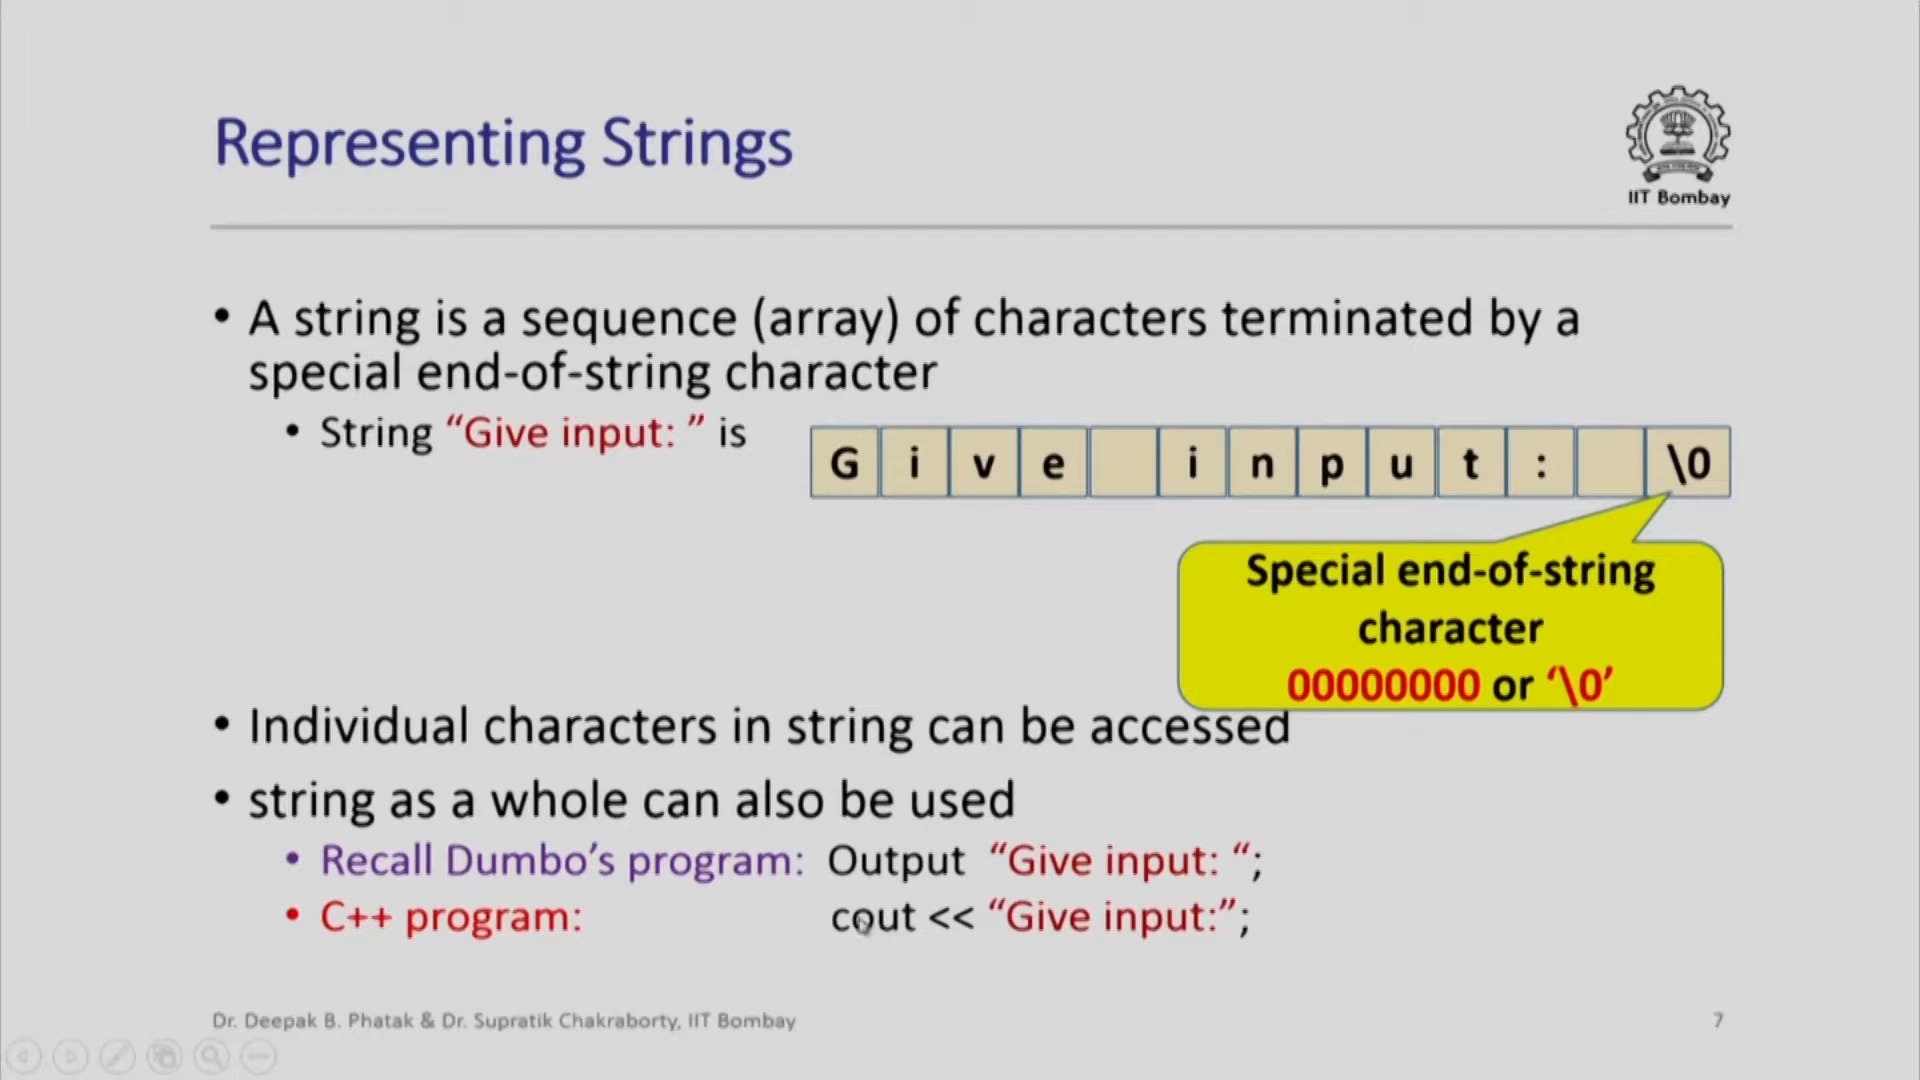 Representing Strings
IIT Bombay
• A string is a sequence (array) of characters terminated by a
special end-of-string character
• String “Give input: ” is
G i v e i n p u t : \0
Special end-of-string
character
00000000 or ‘\0’
• Individual characters in string can be accessed
• string as a whole can also be used
• Recall Dumbo’s program: Output “Give input: “;
• C++ program: cout << “Give input:”;
Dr. Deepak B. Phatak & Dr. Supratik Chakraborty, IIT Bombay
7